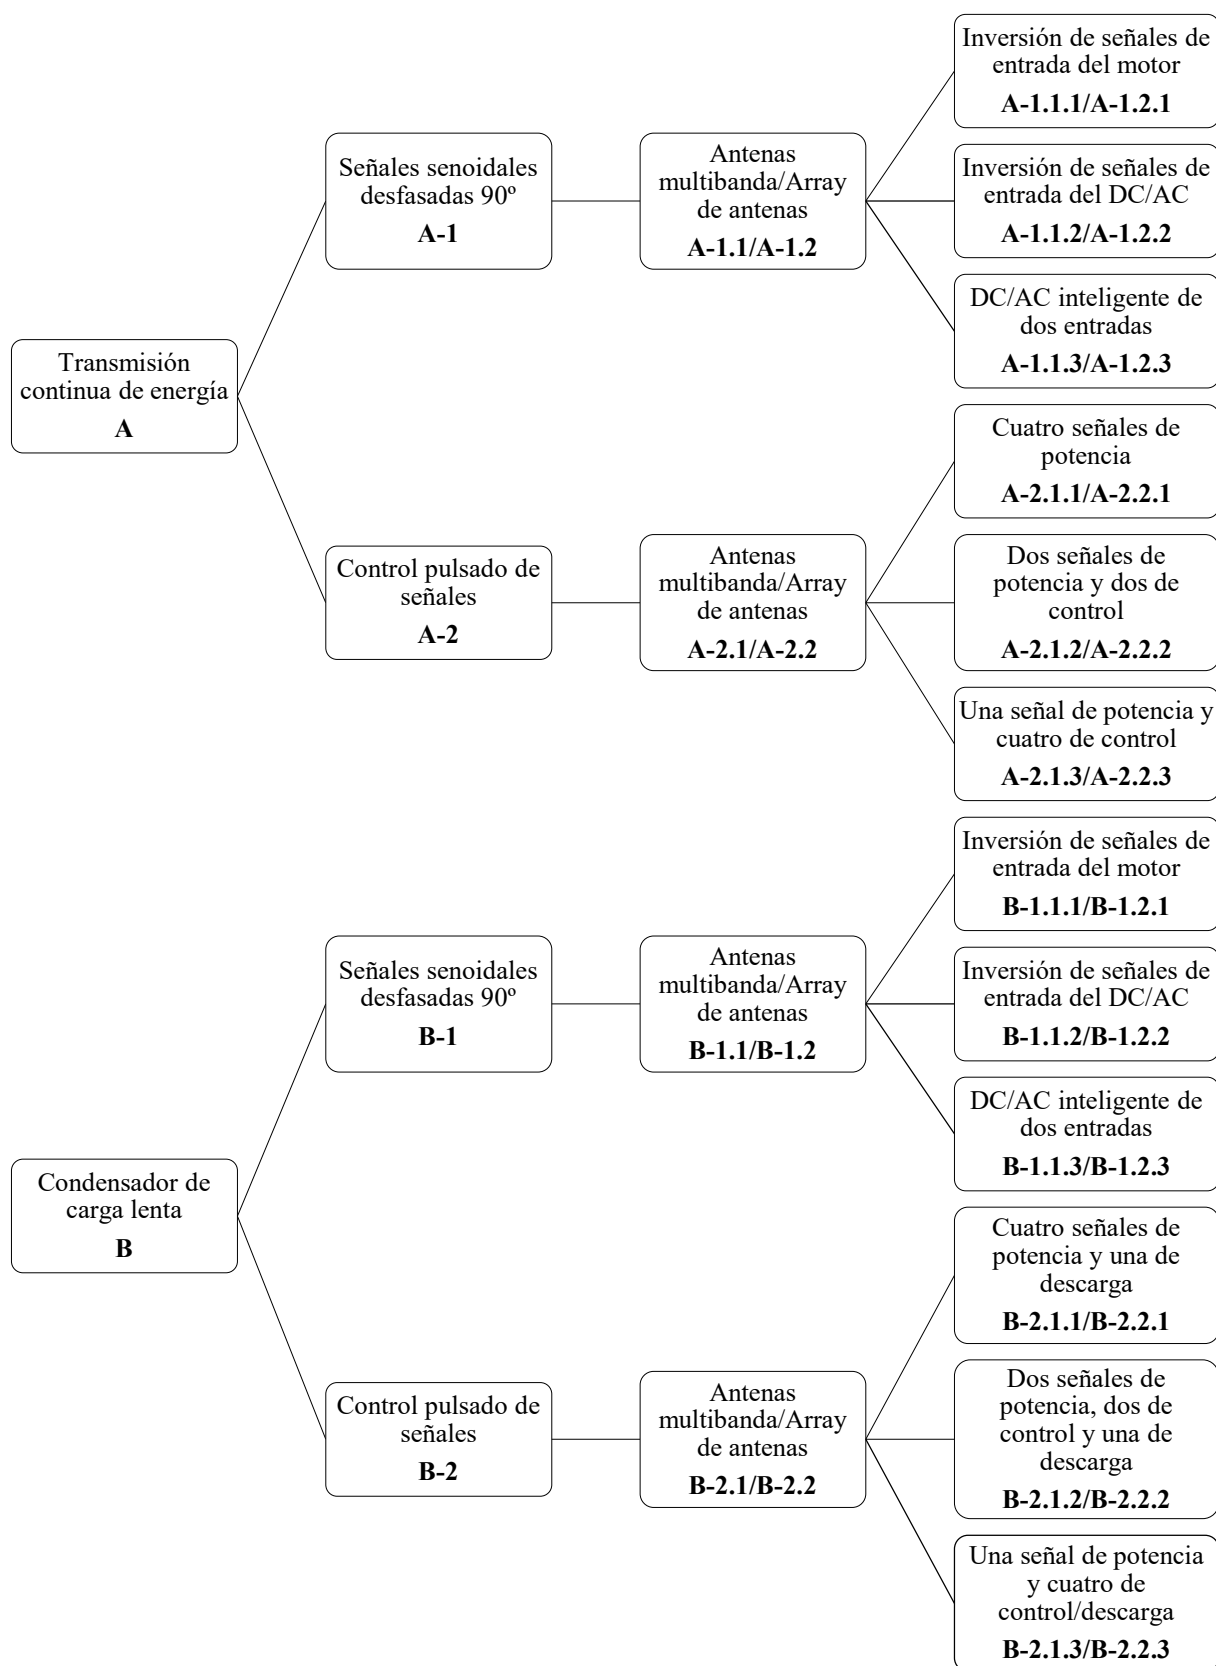 Transmisión
continua de energía
A
Señales senoidales
desfasadas 90º
A-1
Antenas
multibanda/Array
de antenas
A-1.1/A-1.2
Inversión de señales de
entrada del motor
A-1.1.1/A-1.2.1
Inversión de señales de
entrada del DC/AC
A-1.1.2/A-1.2.2
DC/AC inteligente de
dos entradas
A-1.1.3/A-1.2.3
Control pulsado de
señales
A-2
Antenas
multibanda/Array
de antenas
A-2.1/A-2.2
Cuatro señales de
potencia
A-2.1.1/A-2.2.1
Dos señales de
potencia y dos de
control
A-2.1.2/A-2.2.2
Una señal de potencia y
cuatro de control
A-2.1.3/A-2.2.3
Condensador de
carga lenta
B
Señales senoidales
desfasadas 90º
B-1
Antenas
multibanda/Array
de antenas
B-1.1/B-1.2
Inversión de señales de
entrada del motor
B-1.1.1/B-1.2.1
Inversión de señales de
entrada del DC/AC
B-1.1.2/B-1.2.2
DC/AC inteligente de
dos entradas
B-1.1.3/B-1.2.3
Control pulsado de
señales
B-2
Antenas
multibanda/Array
de antenas
B-2.1/B-2.2
Cuatro señales de
potencia y una de
descarga
B-2.1.1/B-2.2.1
Dos señales de
potencia, dos de
control y una de
descarga
B-2.1.2/B-2.2.2
Una señal de potencia
y cuatro de
control/descarga
B-2.1.3/B-2.2.3